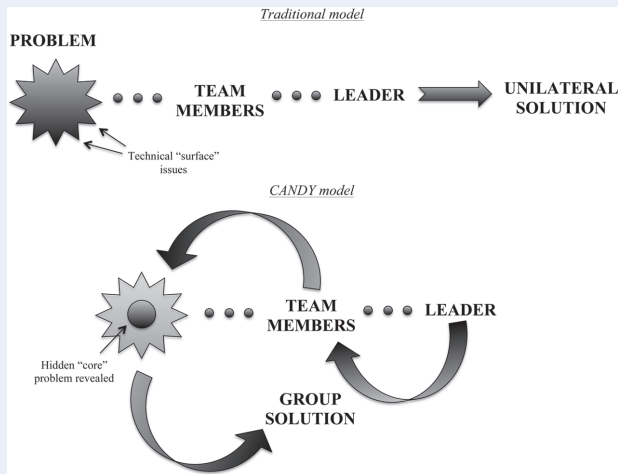 Traditional model
PROBLEM
TEAM
MEMBERS
LEADER
UNILATERAL
SOLUTION
Technical “surface”
issues
CANDY model
TEAM
MEMBERS
LEADER
Hidden “core”
problem revealed
GROUP
SOLUTION